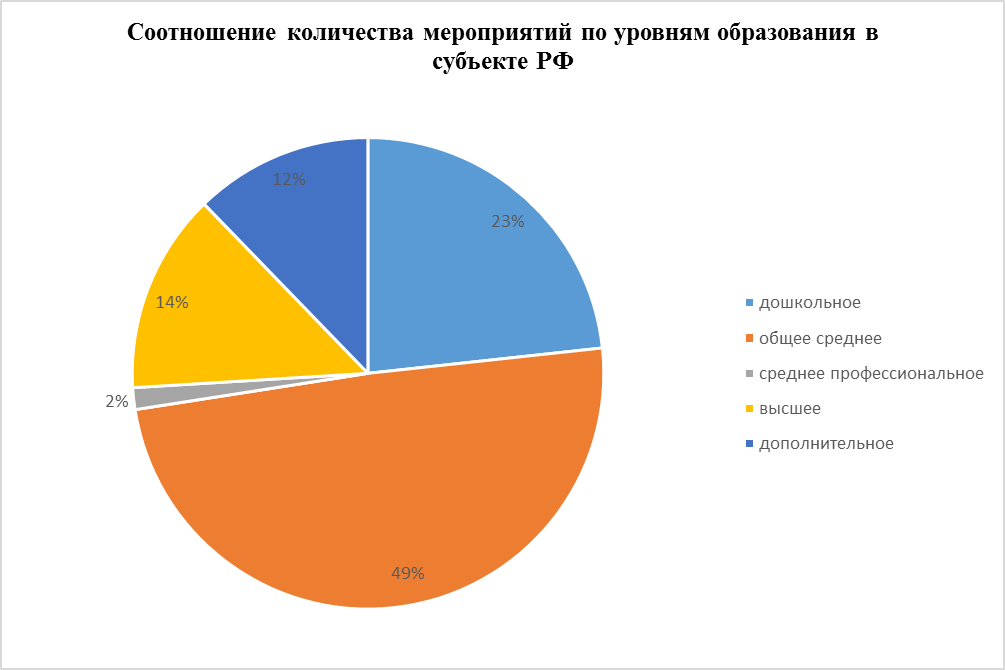 Соотношение количества мероприятий по уровням образования в
субъекте РФ
12%
23%
14%
2%
49%
дошкольное
общее среднее
среднее профессиональное
высшее
дополнительное